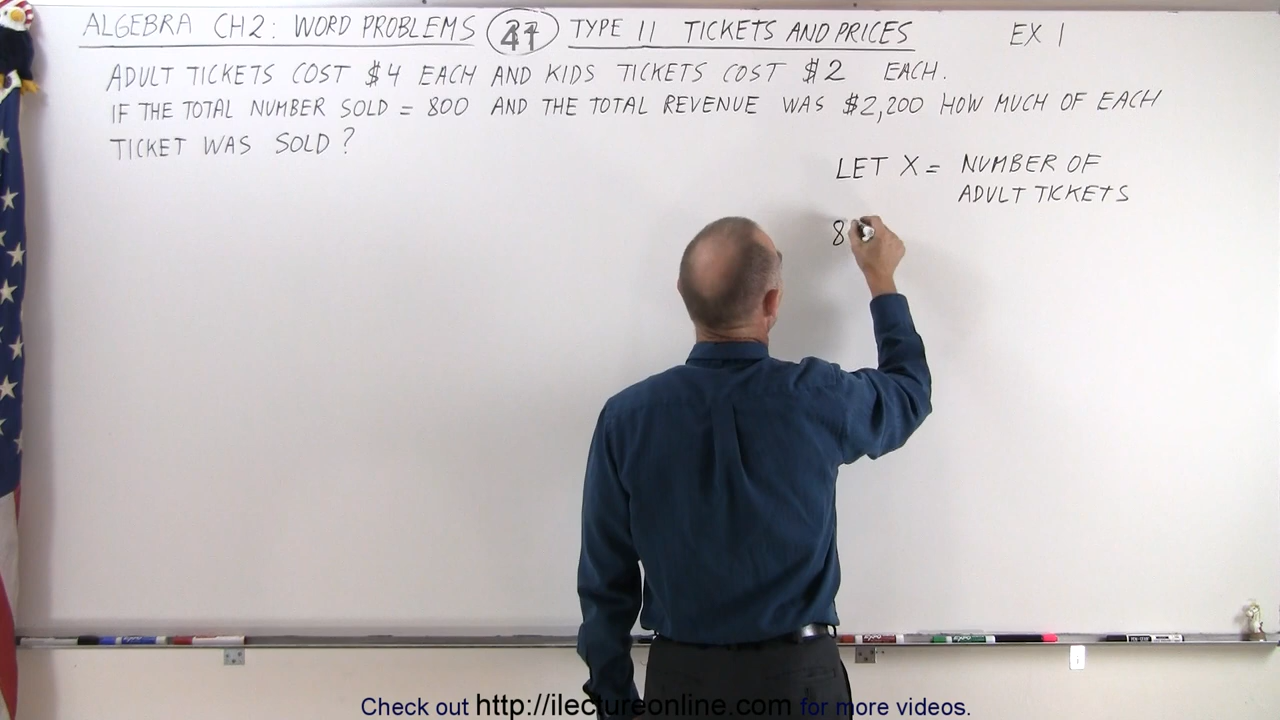 ALGEBRA CH2: WORD PROBLEMS TYPE 11 TICKETS AND PRICES EX 1
ADULT TICKETS COST $4 EACH AND KIDS TICKETS COST $2 EACH.
IF THE TOTAL NUMBER SOLD = 800 AND THE TOTAL REVENUE WAS $2,200 HOW MUCH OF EACH
TICKET WAS SOLD?
LET X = NUMBER OF
ADULT TICKETS
8
Check out http://ilectureonline.com for more videos.